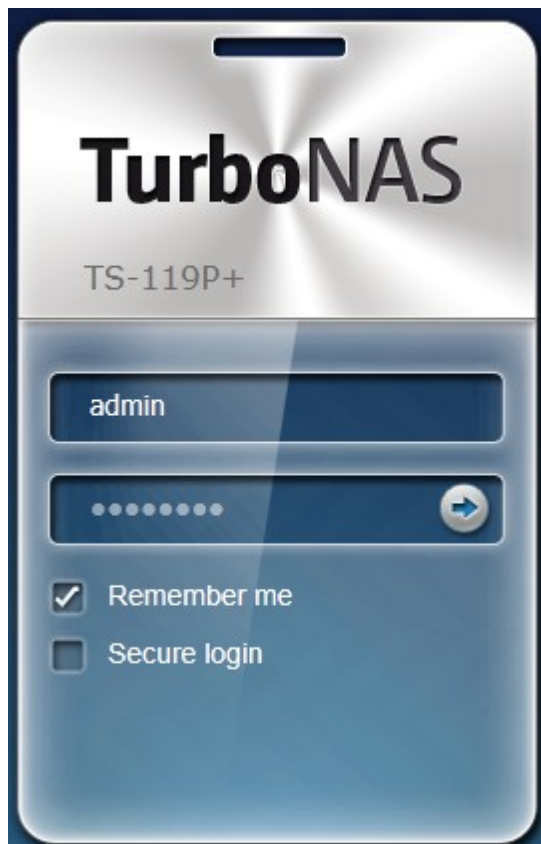 TurboNAS
TS-119P+
admin
••••••••
Remember me
Secure login